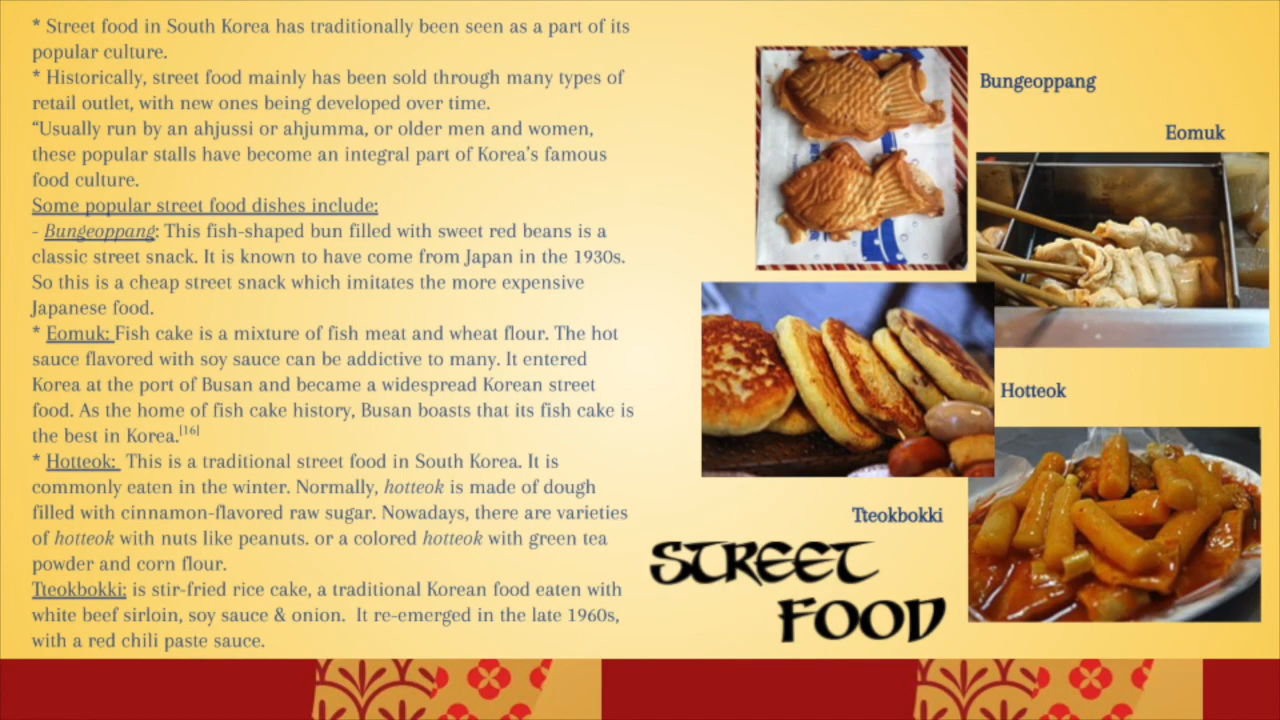 * Street food in South Korea has traditionally been seen as a part of its
popular culture.
* Historically, street food mainly has been sold through many types of
retail outlet, with new ones being developed over time.
“Usually run by an ahjussi or ahjumma, or older men and women,
these popular stalls have become an integral part of Korea’s famous
food culture.
Some popular street food dishes include:
- Bungeoppang: This fish-shaped bun filled with sweet red beans is a
classic street snack. It is known to have come from Japan in the 1930s.
So this is a cheap street snack which imitates the more expensive
Japanese food.
* Eomuk: Fish cake is a mixture of fish meat and wheat flour. The hot
sauce flavored with soy sauce can be addictive to many. It entered
Korea at the port of Busan and became a widespread Korean street
food. As the home of fish cake history, Busan boasts that its fish cake is
the best in Korea.[16]
* Hotteok:  This is a traditional street food in South Korea. It is
commonly eaten in the winter. Normally, hotteok is made of dough
filled with cinnamon-flavored raw sugar. Nowadays, there are varieties
of hotteok with nuts like peanuts. or a colored hotteok with green tea
powder and corn flour.
Tteokbokki: is stir-fried rice cake, a traditional Korean food eaten with
white beef sirloin, soy sauce & onion.  It re-emerged in the late 1960s,
with a red chili paste sauce.
Bungeoppang
Eomuk
Hotteok
Tteokbokki
STREET
FOOD